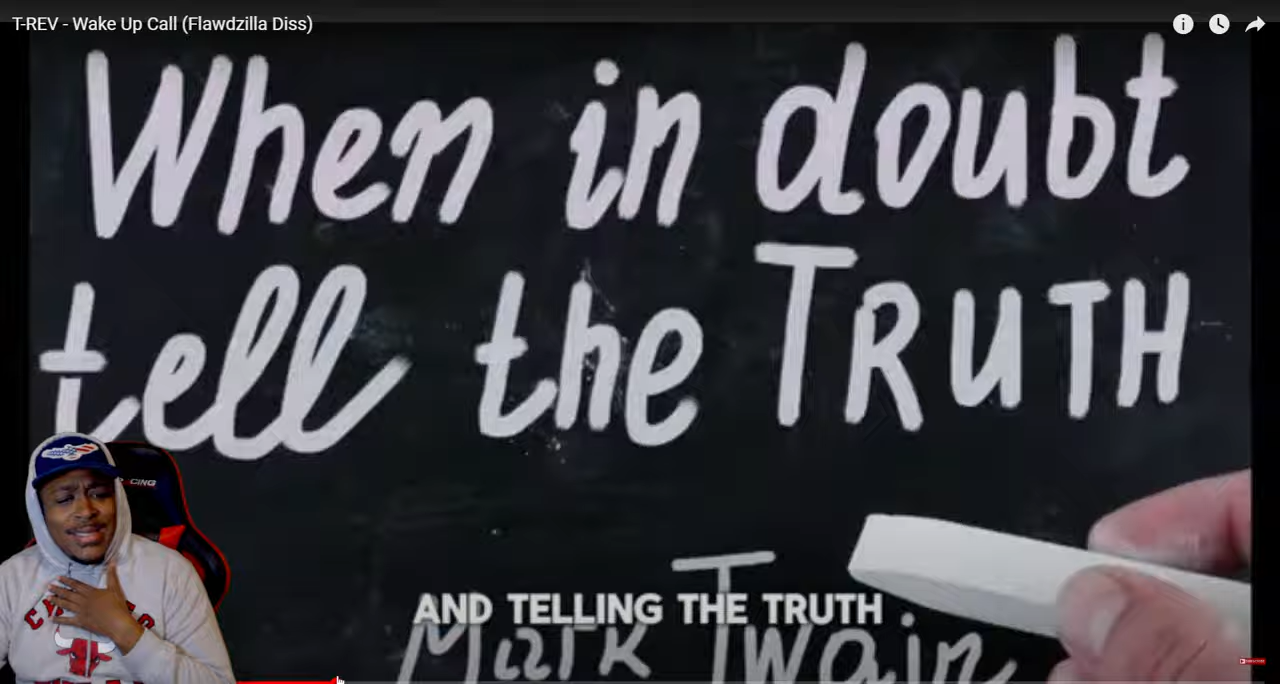 T-REV - Wake Up Call (Flawdzilla Diss)
When in doubt
tell the TRUTH
AND TELLING THE TRUTH
Mark Twain